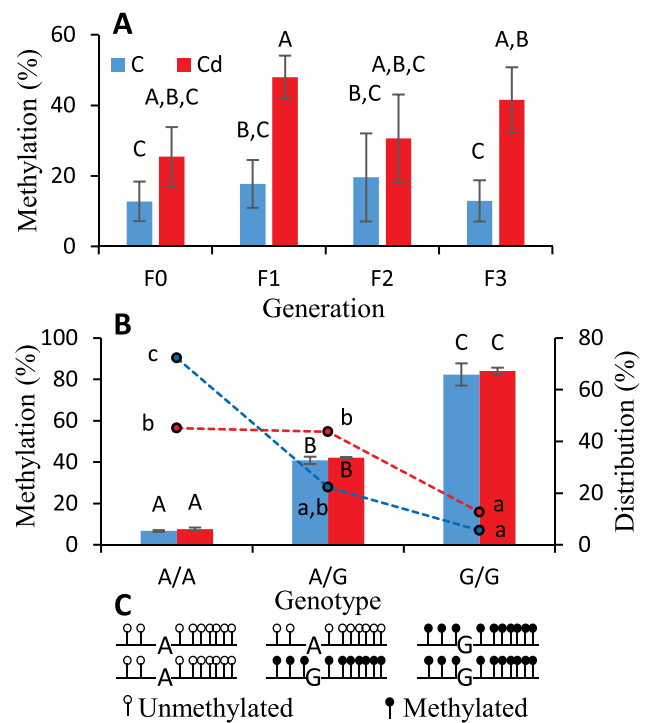 A
60
40
20
0
Methylation (%)
C Cd
C
A,B,C
B,C
A
B,C
A,B,C
C
A,B
F0 F1 F2 F3
Generation
B
100
80
60
40
20
0
Methylation (%)
80
60
40
20
0
Distribution (%)
c
b
A A
b
B
B
a,b
C C
a
a
A/A A/G G/G
Genotype
C
A A G
A G G
Unmethylated Methylated